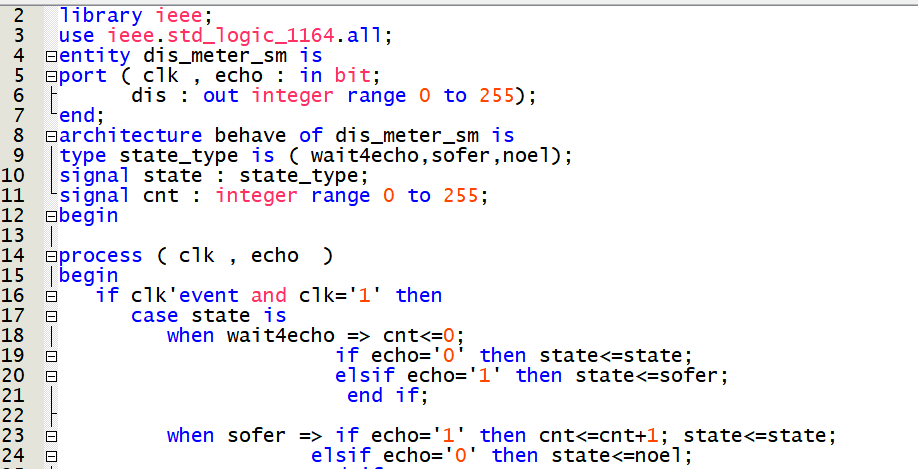 2 library ieee;
3 use ieee.std_logic_1164.all;
4 entity dis_meter_sm is
5 port ( clk , echo : in bit;
6 dis : out integer range 0 to 255);
7 end;
8 architecture behave of dis_meter_sm is
9 type state_type is ( wait4echo,sofer,noel);
10 signal state : state_type;
11 signal cnt : integer range 0 to 255;
12 begin
13
14 process ( clk , echo  )
15 begin
16 if clk'event and clk='1' then
17 case state is
18 when wait4echo => cnt<=0;
19 if echo='0' then state<=state;
20 elsif echo='1' then state<=sofer;
21 end if;
22
23 when sofer => if echo='1' then cnt<=cnt+1; state<=state;
24 elsif echo='0' then state<=noel;